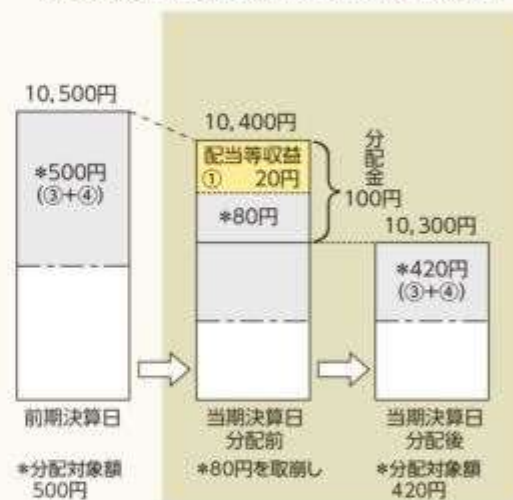 10,500円
*500円
(③+④)
前期決算日
*分配対象額
500円
10,400円
配当等収益
① 20円
*80円
分配金
100円
当期決算日
分配前
*80円を取崩し
10,300円
*420円
(③+④)
当期決算日
分配後
*分配対象額
420円